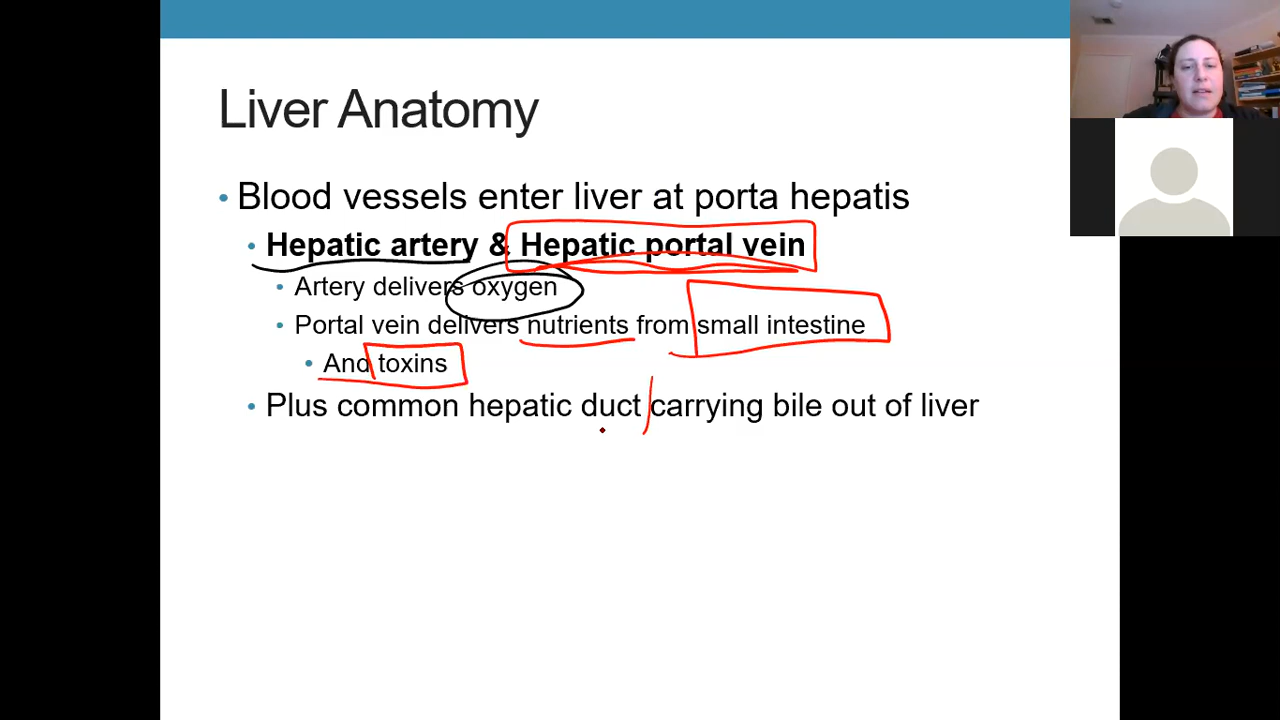 Liver Anatomy
• Blood vessels enter liver at porta hepatis
• Hepatic artery & Hepatic portal vein
• Artery delivers oxygen
• Portal vein delivers nutrients from small intestine
• And toxins
• Plus common hepatic duct carrying bile out of liver